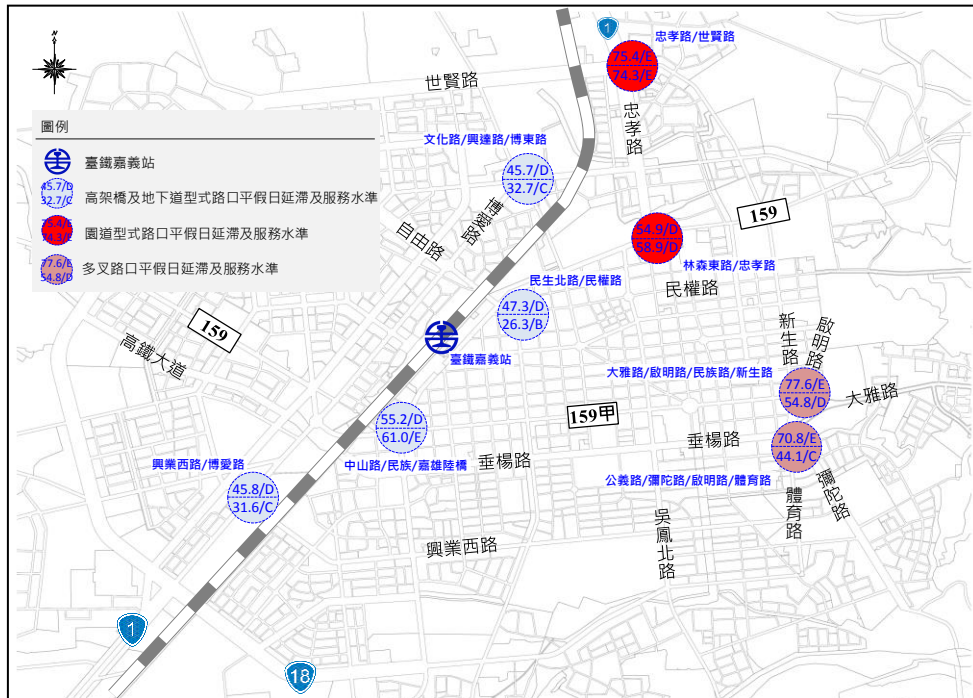 1
忠孝路/世賢路
75.4/E
74.3/E
世賢路
忠孝路
圖例
臺鐵嘉義站
45.7/D
32.7/C
高架橋及地下道型式路口平假日延滯及服務水準
75.4/E
74.3/E
園道型式路口平假日延滯及服務水準
77.6/E
54.8/D
多叉路口平假日延滯及服務水準
文化路/興達路/博東路
45.7/D
32.7/C
博愛路
自由路
159
54.9/D
58.9/D
林森東路/忠孝路
民權路
民生北路/民權路
47.3/D
26.3/B
159
高鐵大道
臺鐵嘉義站
新生路
啟明路
大雅路/啟明路/民族路/新生路
77.6/E
54.8/D
大雅路
159甲
55.2/D
61.0/E
中山路/民族/嘉雄陸橋
垂楊路
垂楊路
70.8/E
44.1/C
公義路/彌陀路/啟明路/體育路
彌陀路
體育路
興業西路/博愛路
45.8/D
31.6/C
吳鳳北路
興業西路
1
18